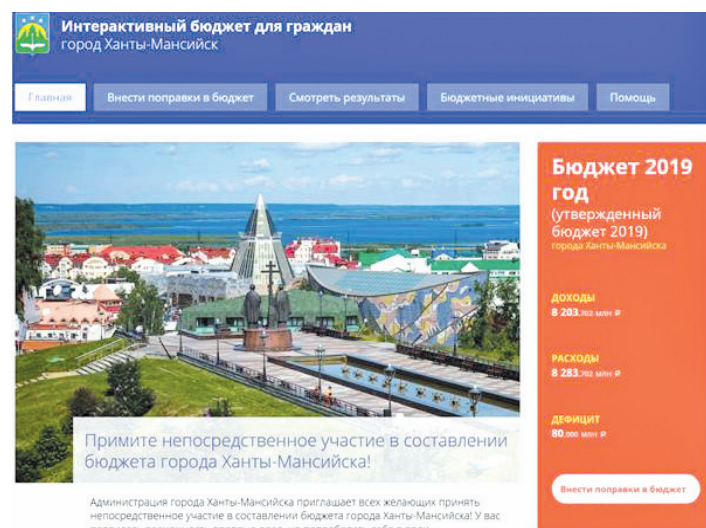 Интерактивный бюджет для граждан
город Ханты-Мансийск
Главная Внести поправки в бюджет Смотреть результаты Бюджетные инициативы Помощь
Бюджет 2019
год
(утвержденный
бюджет 2019)
города Ханты-Мансийска
ДОХОДЫ
8 203,702 млн ₽
РАСХОДЫ
8 283,702 млн ₽
ДЕФИЦИТ
80,000 млн ₽
Внести поправки в бюджет
Примите непосредственное участие в составлении
бюджета города Ханты-Мансийска!
Администрация города Ханты-Мансийска приглашает всех желающих принять
непосредственное участие в составлении бюджета города Ханты-Мансийска! У вас